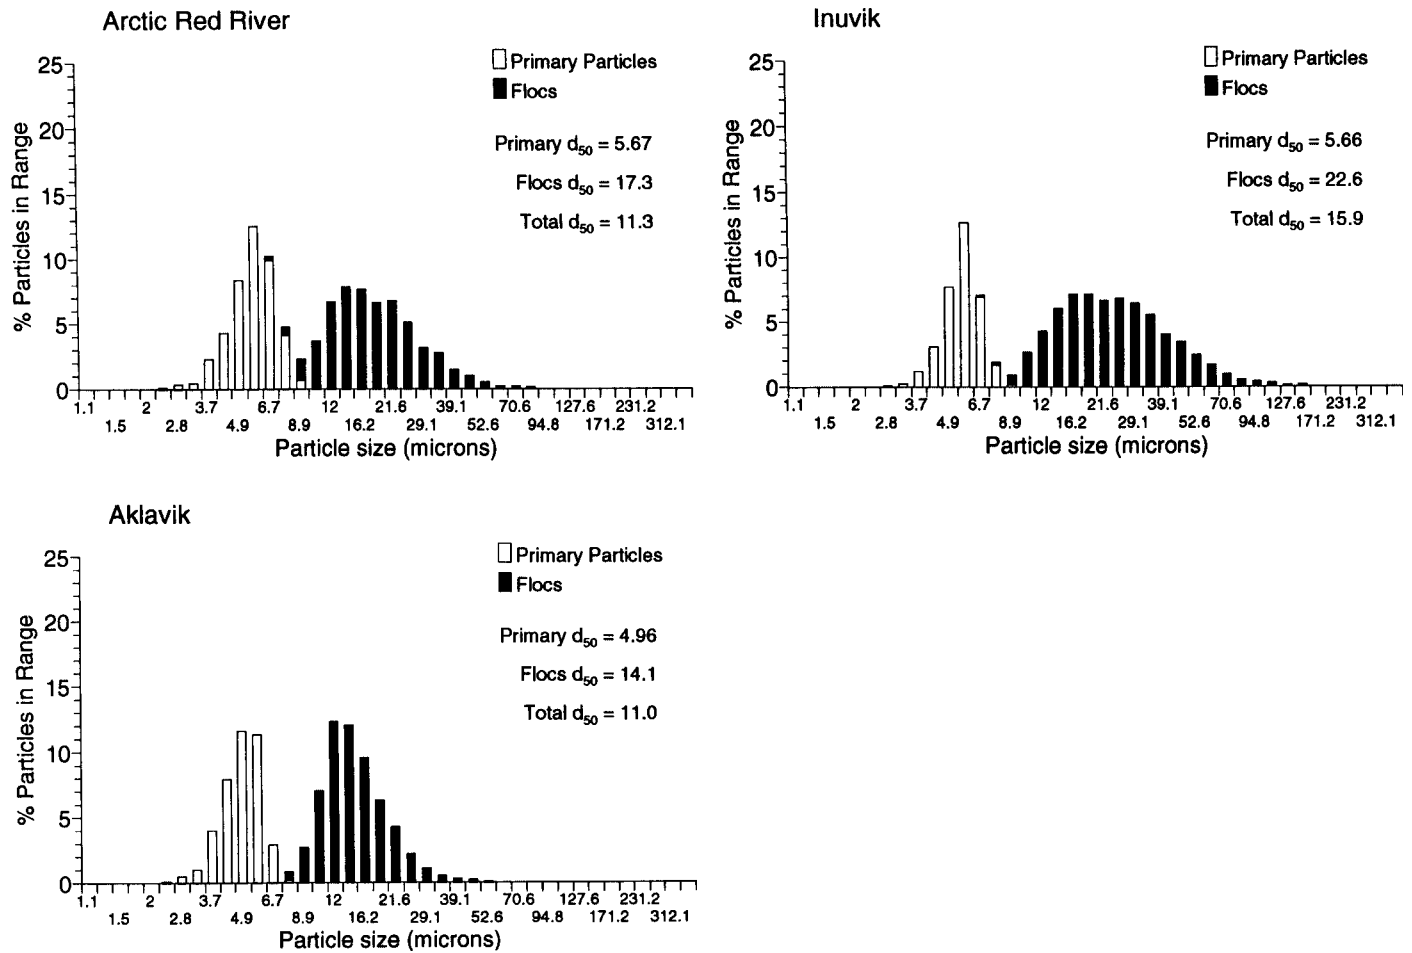 Arctic Red River
Primary Particles
Flocs
Primary d50 = 5.67
Flocs d50 = 17.3
Total d50 = 11.3
% Particles in Range
25
20
15
10
5
0
1.1 2 3.7 6.7 12 21.6 39.1 70.6 127.6 231.2
1.5 2.8 4.9 8.9 16.2 29.1 52.6 94.8 171.2 312.1
Particle size (microns)
Inuvik
Primary Particles
Flocs
Primary d50 = 5.66
Flocs d50 = 22.6
Total d50 = 15.9
% Particles in Range
25
20
15
10
5
0
1.1 2 3.7 6.7 12 21.6 39.1 70.6 127.6 231.2
1.5 2.8 4.9 8.9 16.2 29.1 52.6 94.8 171.2 312.1
Particle size (microns)
Aklavik
Primary Particles
Flocs
Primary d50 = 4.96
Flocs d50 = 14.1
Total d50 = 11.0
% Particles in Range
25
20
15
10
5
0
1.1 2 3.7 6.7 12 21.6 39.1 70.6 127.6 231.2
1.5 2.8 4.9 8.9 16.2 29.1 52.6 94.8 171.2 312.1
Particle size (microns)